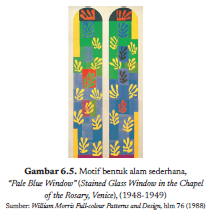 Gambar 6.5. Motif bentuk alam sederhana,
"Pale Blue Window" (Stained Glass Window in the Chapel
of the Rosary, Venice), (1948-1949)
Sumber: William Morris Full-colour Patterns and Design, hlm 76 (1988)